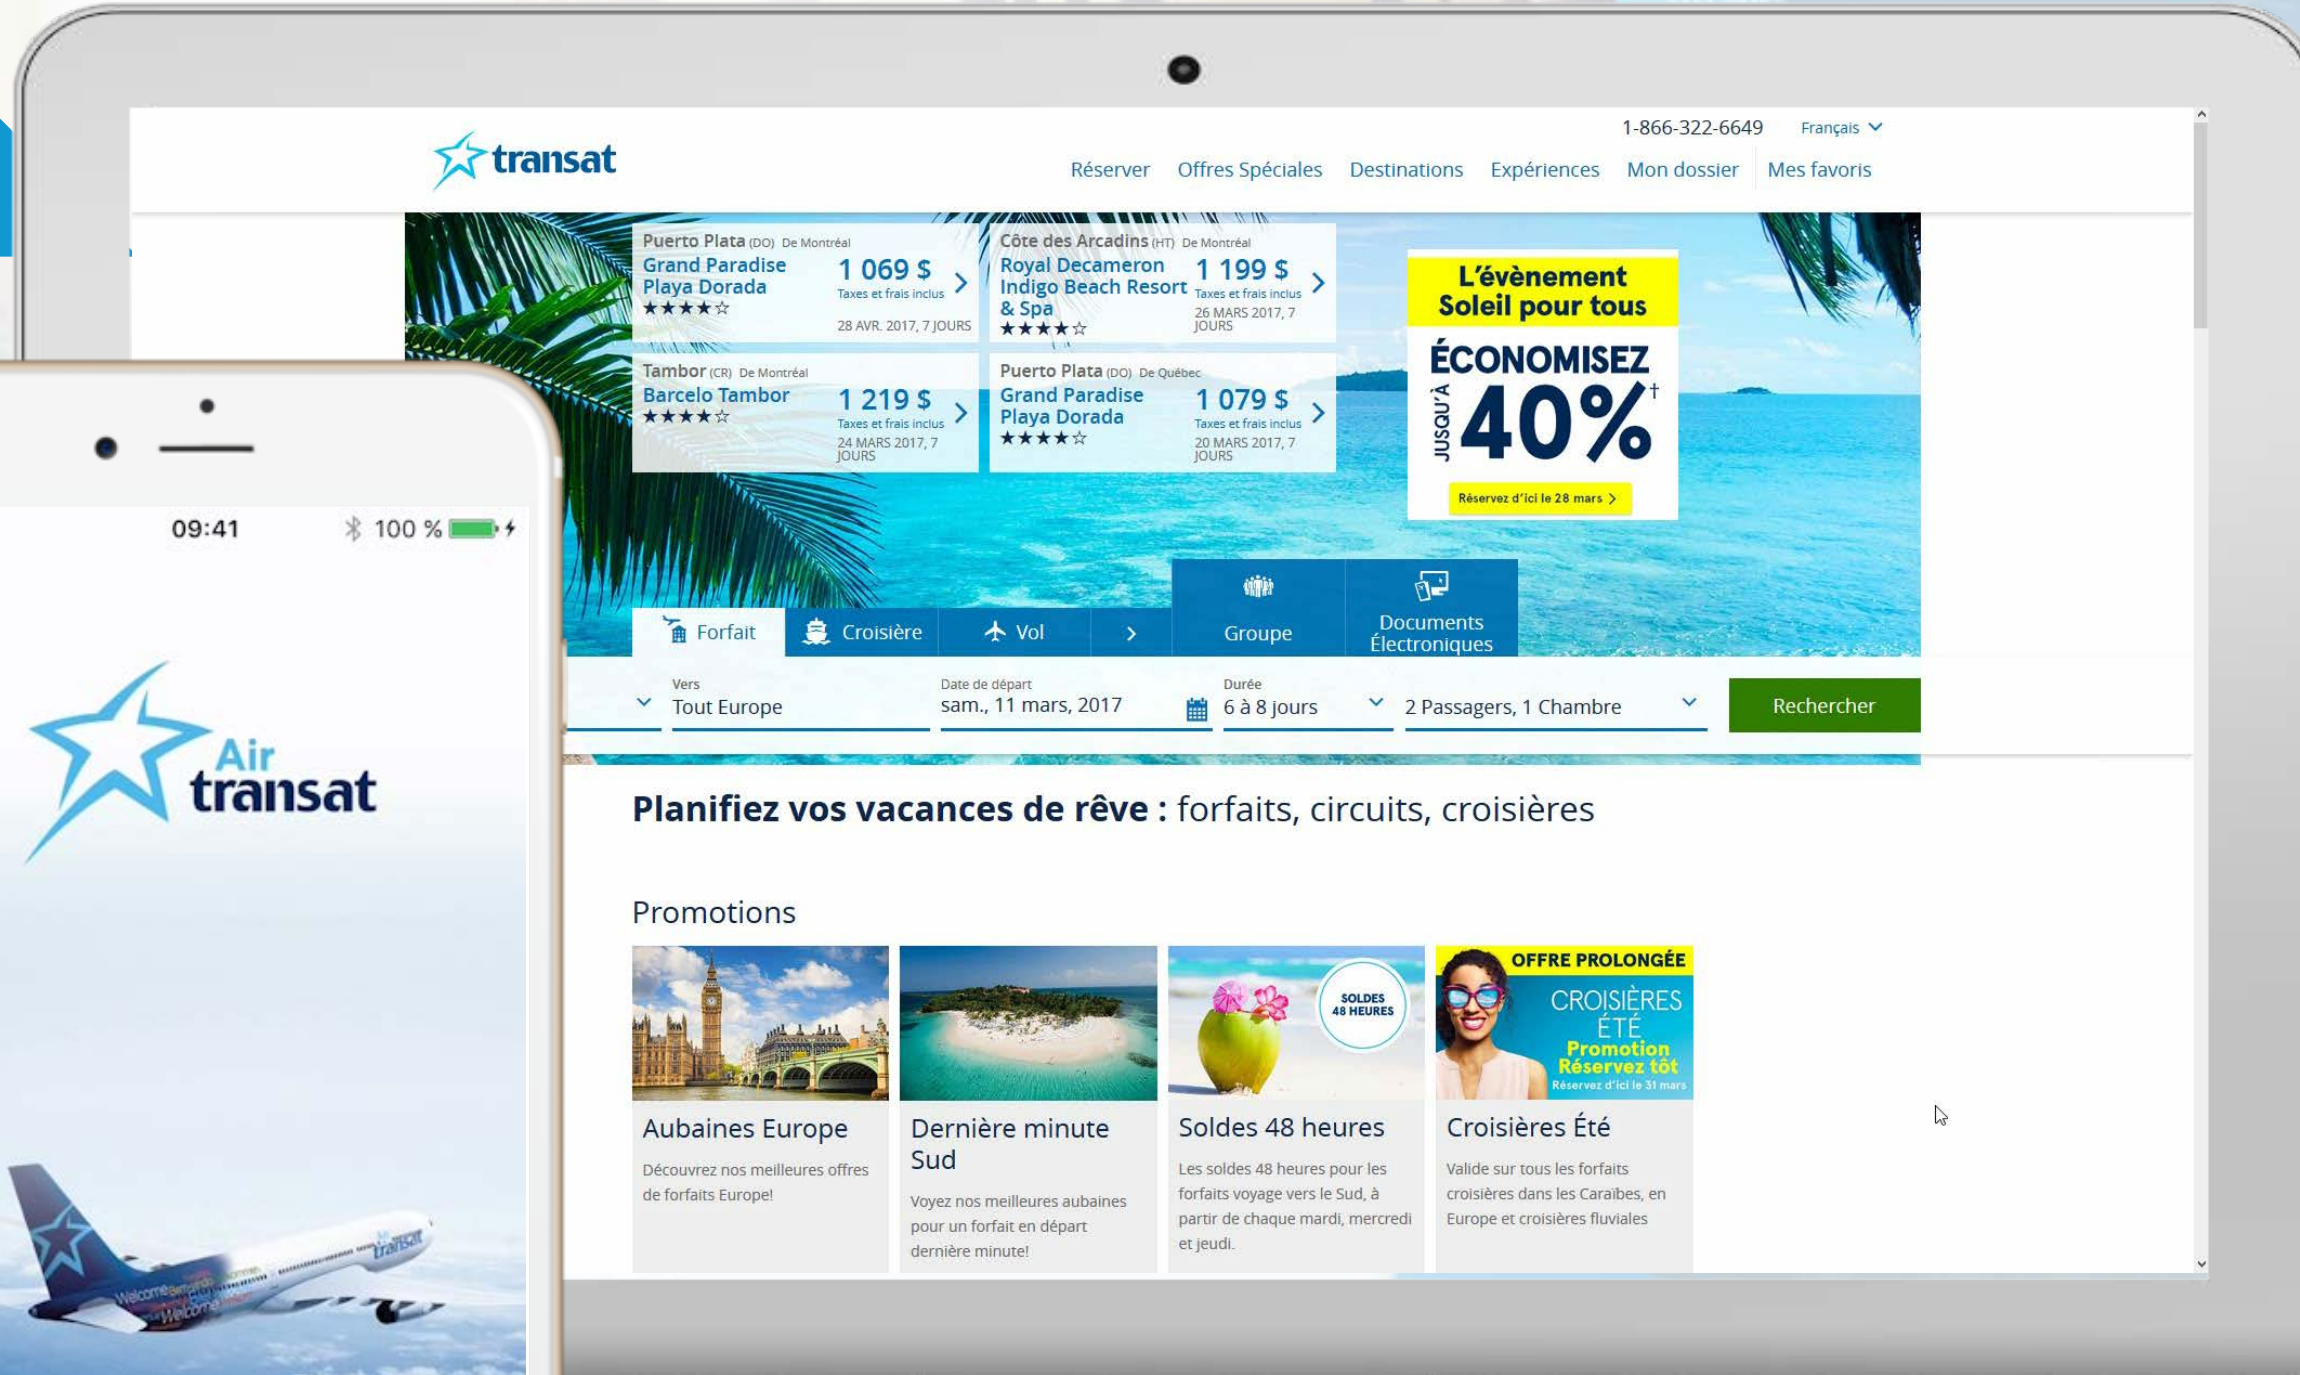 transat
1-866-322-6649 Français
Réserver Offres Spéciales Destinations Expériences Mon dossier Mes favoris
Puerto Plata (DO) De Montréal
Grand Paradise
Playa Dorada
★★★★☆
1 069 $
Taxes et frais inclus
28 AVR. 2017, 7 JOURS
Côte des Arcadins (HT) De Montréal
Royal Decameron
Indigo Beach Resort
& Spa
★★★★☆
1 199 $
Taxes et frais inclus
26 MARS 2017, 7
JOURS
Tambor (CR) De Montréal
Barcelo Tambor
★★★★☆
1 219 $
Taxes et frais inclus
24 MARS 2017, 7
JOURS
Puerto Plata (DO) De Québec
Grand Paradise
Playa Dorada
★★★★☆
1 079 $
Taxes et frais inclus
20 MARS 2017, 7
JOURS
L'évènement
Soleil pour tous
ÉCONOMISEZ
JUSQU'À
40%†
Réservez d'ici le 28 mars >
Forfait
Croisière
Vol
>
Groupe
Documents
Électroniques
Vers
Tout Europe
Date de départ
sam., 11 mars, 2017
Durée
6 à 8 jours
2 Passagers, 1 Chambre
Rechercher
Planifiez vos vacances de rêve : forfaits, circuits, croisières
Promotions
Aubaines Europe
Découvrez nos meilleures offres
de forfaits Europe!
Dernière minute
Sud
Voyez nos meilleures aubaines
pour un forfait en départ
dernière minute!
SOLDES
48 HEURES
Soldes 48 heures
Les soldes 48 heures pour les
forfaits voyage vers le Sud, à
partir de chaque mardi, mercredi
et jeudi.
OFFRE PROLONGÉE
CROISIÈRES
ÉTÉ
Promotion
Réservez tôt
Réservez d'ici le 31 mars
Croisières Été
Valide sur tous les forfaits
croisières dans les Caraïbes, en
Europe et croisières fluviales
09:41 100 %
Air
transat
Air
transat
Welcome
Welcome